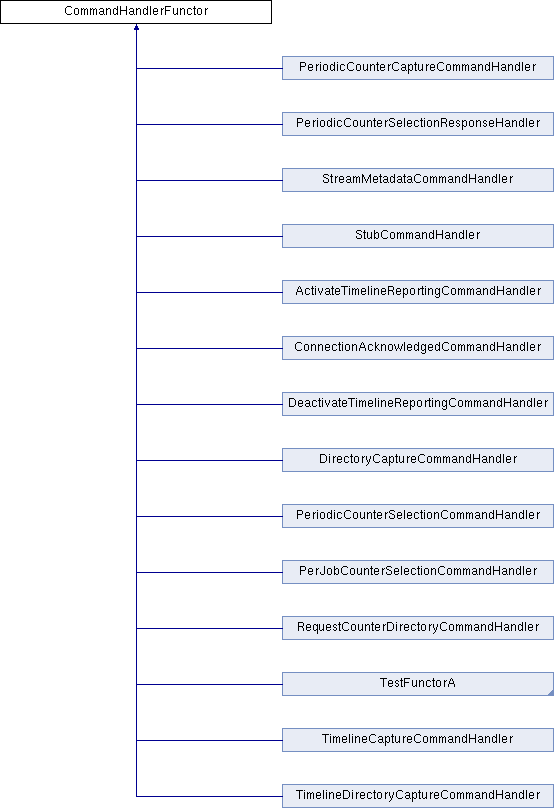 CommandHandlerFunctor
PeriodicCounterCaptureCommandHandler
PeriodicCounterSelectionResponseHandler
StreamMetadataCommandHandler
StubCommandHandler
ActivateTimelineReportingCommandHandler
ConnectionAcknowledgedCommandHandler
DeactivateTimelineReportingCommandHandler
DirectoryCaptureCommandHandler
PeriodicCounterSelectionCommandHandler
PerJobCounterSelectionCommandHandler
RequestCounterDirectoryCommandHandler
TestFunctorA
TimelineCaptureCommandHandler
TimelineDirectoryCaptureCommandHandler